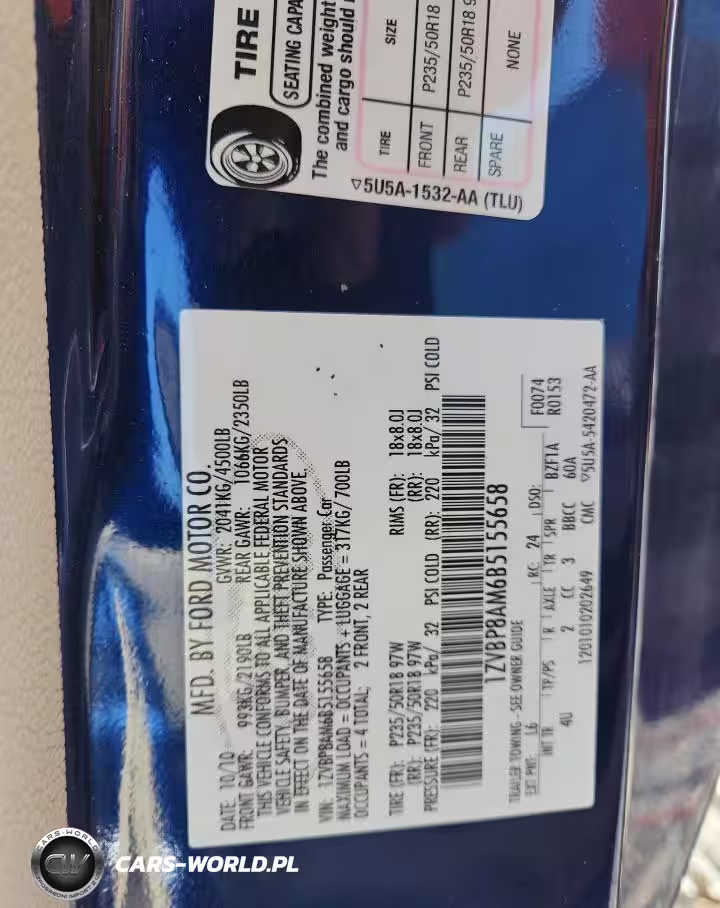 TIRE
SEATING CAPA
The combined weight
and cargo should
TIRE SIZE
FRONT P235/50R18
REAR P235/50R18 9
SPARE NONE
▽5U5A-1532-AA (TLU)
MFD. BY FORD MOTOR CO.
DATE: 10/10 GVWR: 2041KG/4500LB
FRONT GAWR: 993KG/2190LB REAR GAWR: 1066KG/2350LB
THIS VEHICLE CONFORMS TO ALL APPLICABLE FEDERAL MOTOR
VEHICLE SAFETY, BUMPER, AND THEFT PREVENTION STANDARDS
IN EFFECT ON THE DATE OF MANUFACTURE SHOWN ABOVE.
VIN: 1ZVBP8AM6B5155658 TYPE: Passenger Car
MAXIMUM LOAD = OCCUPANTS + LUGGAGE = 317KG/ 700LB
OCCUPANTS = 4 TOTAL; 2 FRONT, 2 REAR
TIRE (FR): P235/50R18 97W RIMS (FR): 18x8.0J
(RR): P235/50R18 97W (RR): 18x8.0J
PRESSURE (FR): 220 kPa/ 32 PSI COLD (RR): 220 kPa/ 32 PSI COLD
1ZVBP8AM6B5155658
TRAILER TOWING - SEE OWNER GUIDE F0074
EXT PNT: L6 RC: 24 DSO: R0153
INT TR TP/PS R AXLE TR SPR BZF1A
4U 2 CC 3 BBCC 60A
1201010202649 CMC ▽5U5A-5420472-AA
CARS-WORLD
CW
CARS-WORLD.PL